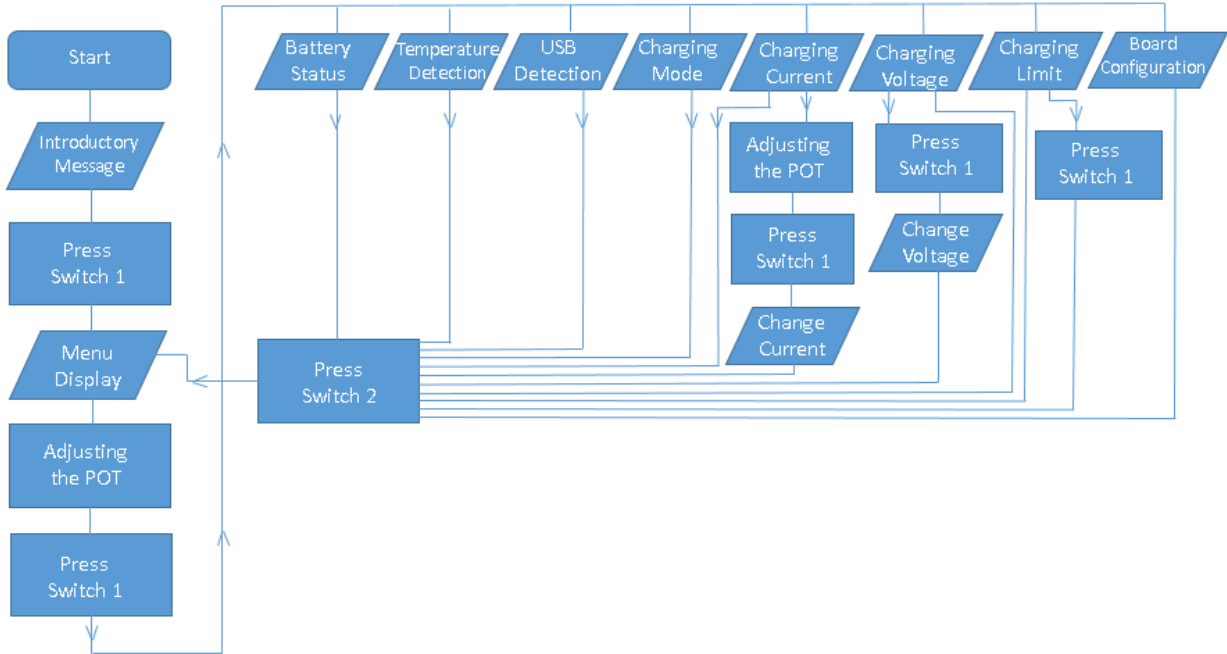 Start
Introductory
Message
Press
Switch 1
Menu
Display
Adjusting
the POT
Press
Switch 1
Battery
Status
Temperature
Detection
USB
Detection
Charging
Mode
Charging
Current
Charging
Voltage
Charging
Limit
Board
Configuration
Adjusting
the POT
Press
Switch 1
Change
Current
Press
Switch 1
Change
Voltage
Press
Switch 1
Press
Switch 2